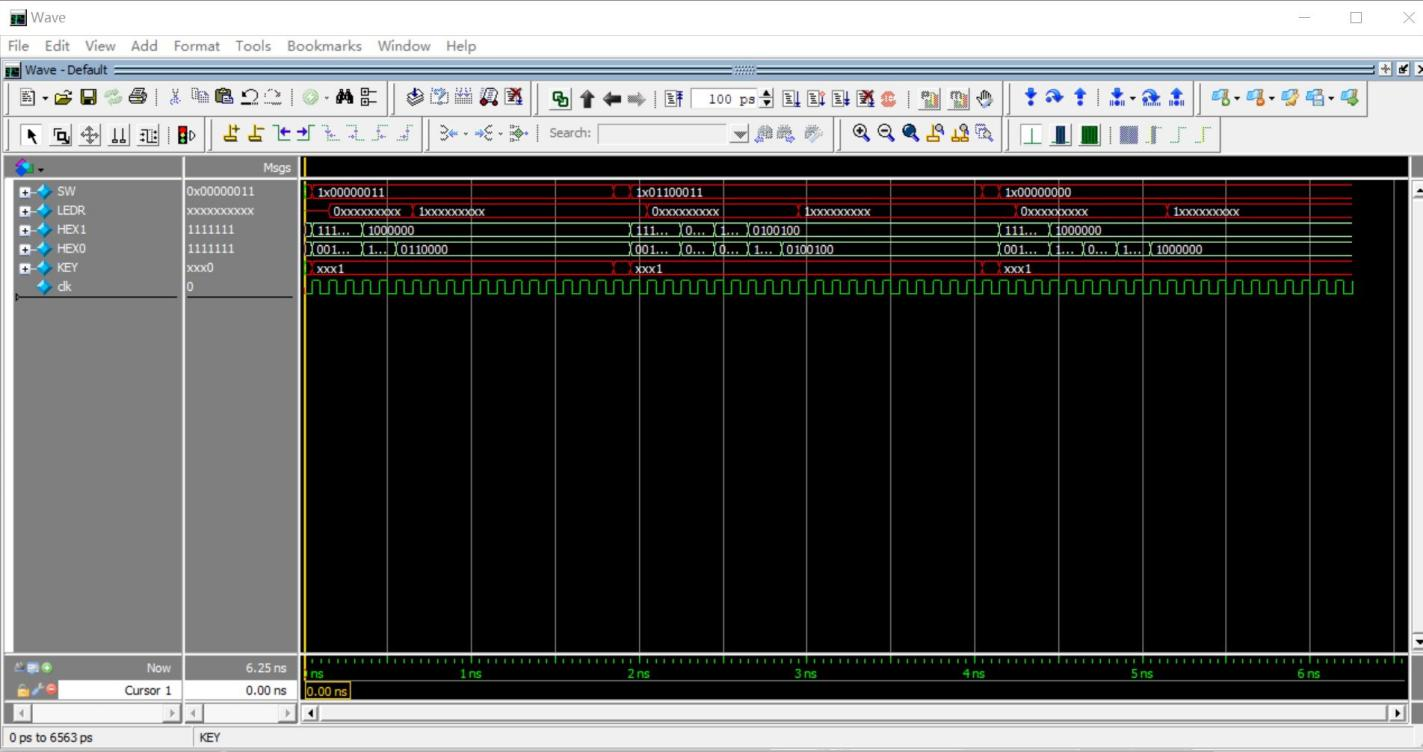 Wave
File Edit View Add Format Tools Bookmarks Window Help
Wave - Default
100 ps
Search:
Msgs
SW 0x00000011 1x00000011 1x01100011 1x00000000
LEDR xxxxxxxxxx 0xxxxxxxxx 1xxxxxxxxx 0xxxxxxxxx 1xxxxxxxxx 0xxxxxxxxx 1xxxxxxxxx
HEX1 1111111 111... 1000000 111... 0... 1... 0100100 111... 1000000
HEX0 1111111 001... 1... 0110000 001... 0... 0... 1... 0100100 001... 1... 0... 1... 1000000
KEY xxx0 xxx1 xxx1 xxx1
clk 0
Now 6.25 ns ns 1 ns 2 ns 3 ns 4 ns 5 ns 6 ns
Cursor 1 0.00 ns 0.00 ns
0 ps to 6563 ps KEY